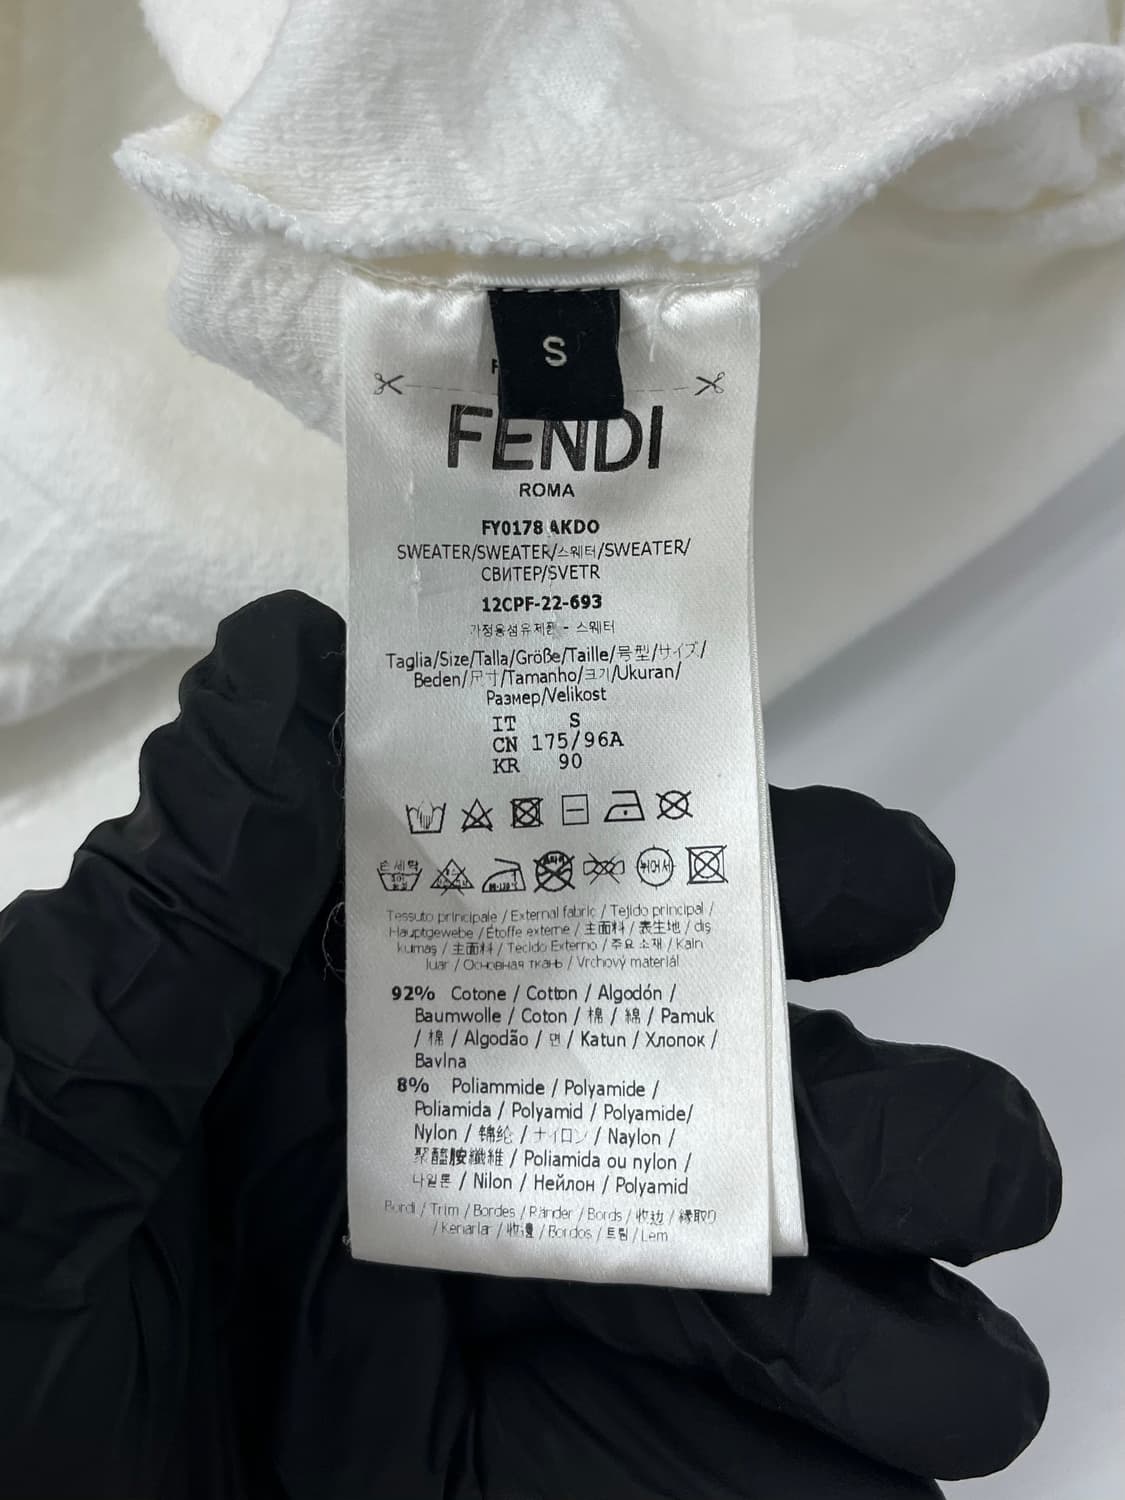 S
FENDI
ROMA
FY0178 AKDO
SWEATER/SWEATER/스웨터/SWEATER/
СВИТЕР/SVETR
12CPF-22-693
가정용섬유제품 - 스웨터
Taglia/Size/Talla/Größe/Taille/号型/サイズ/
Beden/尺寸/Tamanho/크기/Ukuran/
Размер/Velikost
IT S
CN 175/96A
KR 90
손세탁
드라이
Tessuto principale / External fabric / Tejido principal /
Hauptgewebe / Étoffe externe / 主面料 / 表生地 / dış
kumaş / 主面料 / Tecido Externo / 주요 소재 / Kain
luar / Основная ткань / Vrchový materiál
92% Cotone / Cotton / Algodón /
Baumwolle / Coton / 棉 / 綿 / Pamuk
/ 棉 / Algodão / 면 / Katun / Хлопок /
Bavlna
8% Poliammide / Polyamide /
Poliamida / Polyamid / Polyamide/
Nylon / 锦纶 / ナイロン / Naylon /
聚醯胺纖維 / Poliamida ou nylon /
나일론 / Nilon / Нейлон / Polyamid
Bordi / Trim / Bordes / Ränder / Bords / 收边 / 縁取り
/ Kenarlar / 收邊 / Bordos / 트림 / Lem